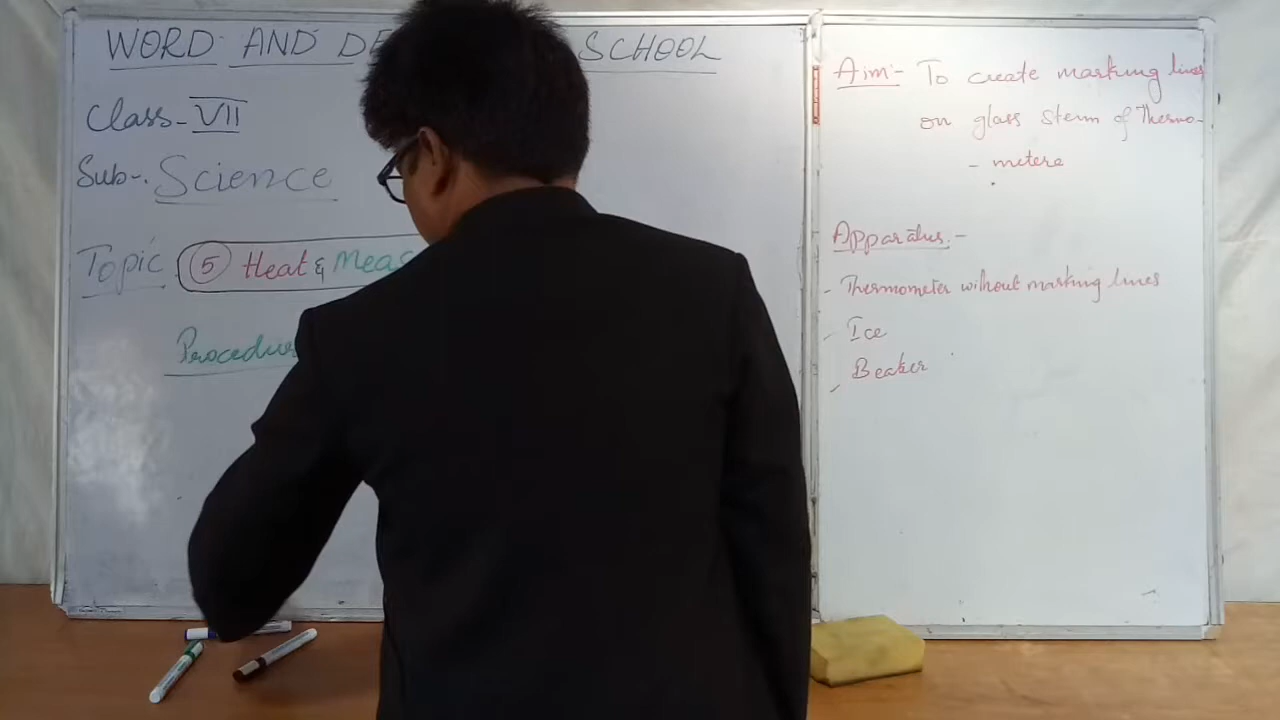 WORD AND DE SCHOOL
Class - VII
Sub-. Science
Topic (5) Heat & Meas
Procedur
Aim:- To create marking lines
on glass stem of Thermo-
- metere
Apparatus.-
- Thermometer without marking lines
- Ice
- Beaker